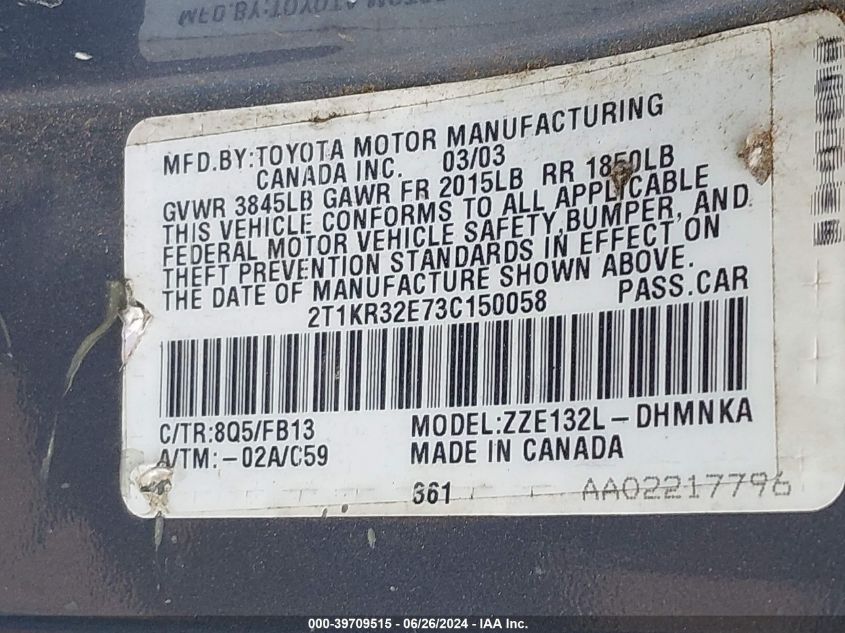 MFD.BY:TOYOTA MOTOR MANUFACTURING
CANADA INC. 03/03
GVWR 3845LB GAWR FR 2015LB RR 1850LB
THIS VEHICLE CONFORMS TO ALL APPLICABLE
FEDERAL MOTOR VEHICLE SAFETY,BUMPER, AND
THEFT PREVENTION STANDARDS IN EFFECT ON
THE DATE OF MANUFACTURE SHOWN ABOVE.
2T1KR32E73C150058 PASS.CAR
C/TR:8Q5/FB13 MODEL:ZZE132L-DHMNKA
A/TM:-02A/C59 MADE IN CANADA
361 AA02217796
000-39709515 - 06/26/2024 - IAA Inc.